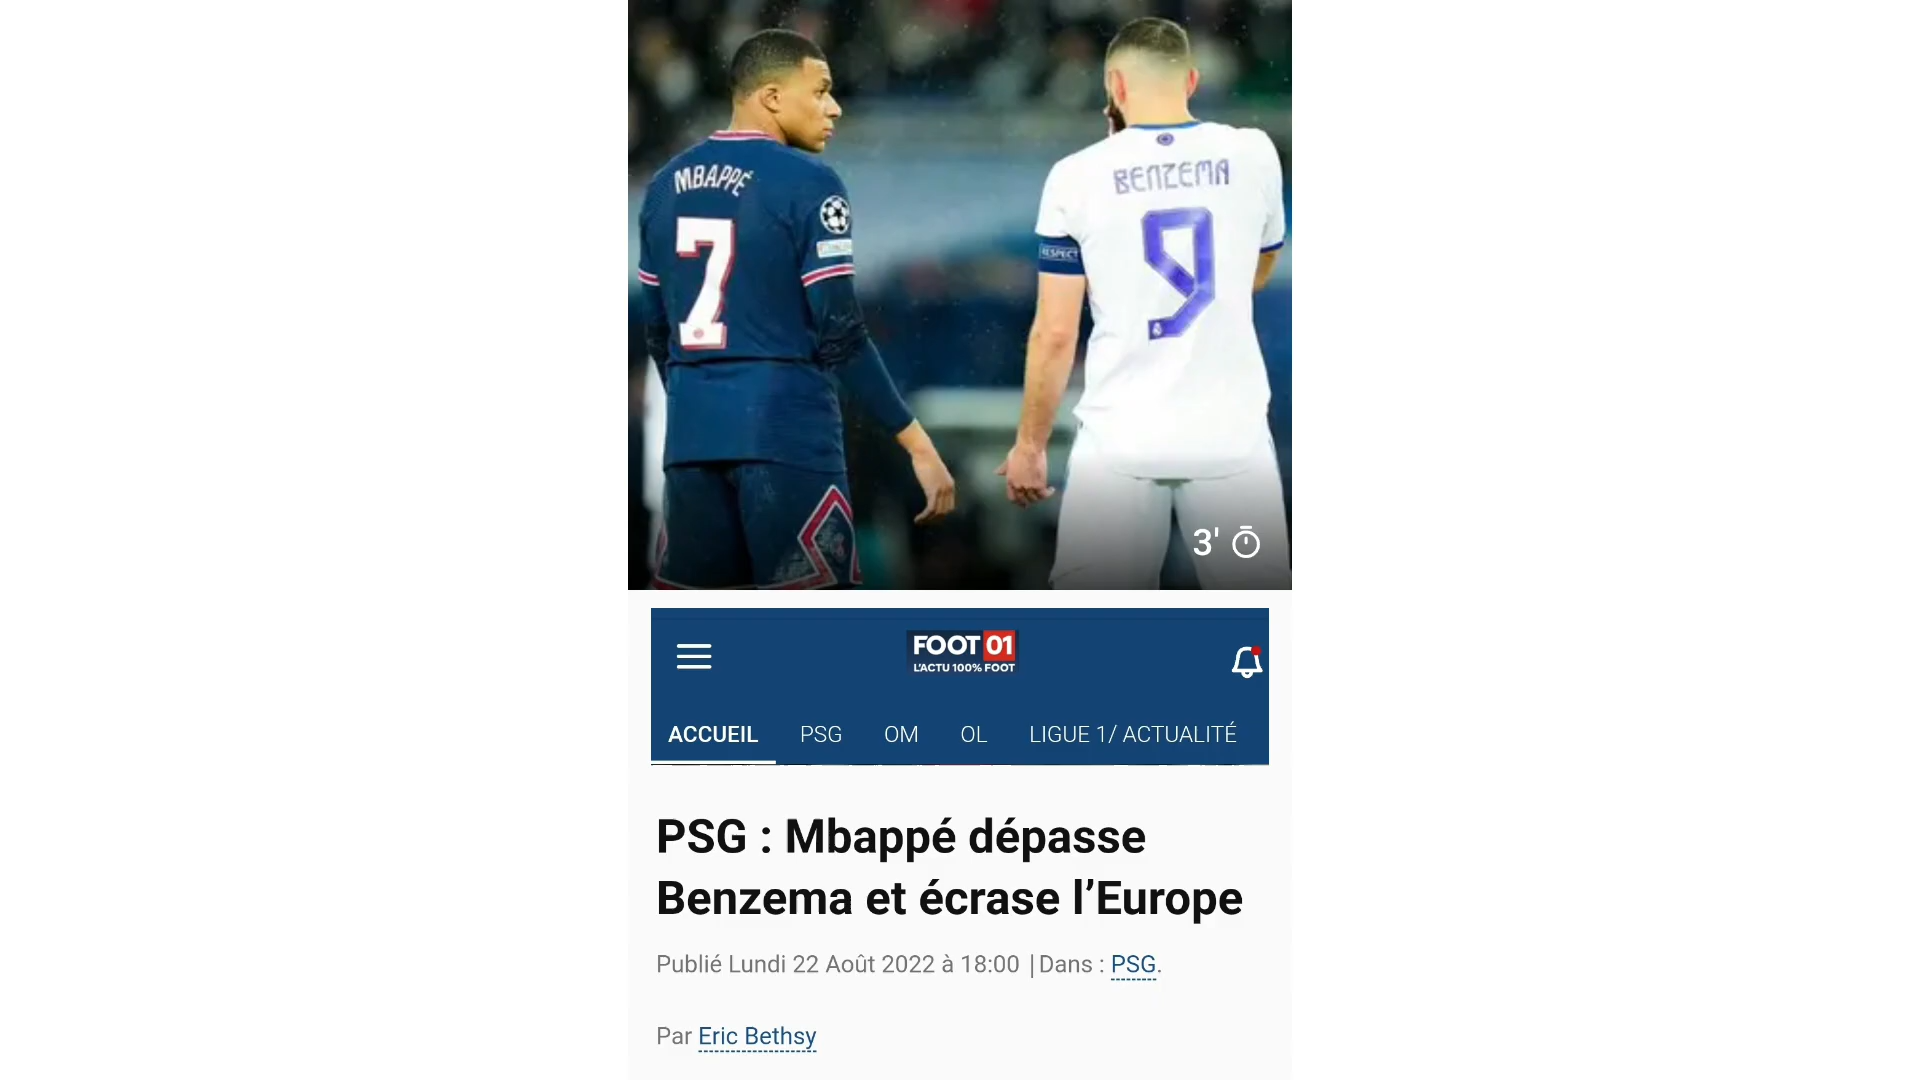 MBAPPÉ
7
RESPECT
BENZEMA
9
3'
FOOT 01
L'ACTU 100% FOOT
ACCUEIL PSG OM OL LIGUE 1/ ACTUALITÉ
PSG : Mbappé dépasse
Benzema et écrase l’Europe
Publié Lundi 22 Août 2022 à 18:00 | Dans : PSG.
Par Eric Bethsy